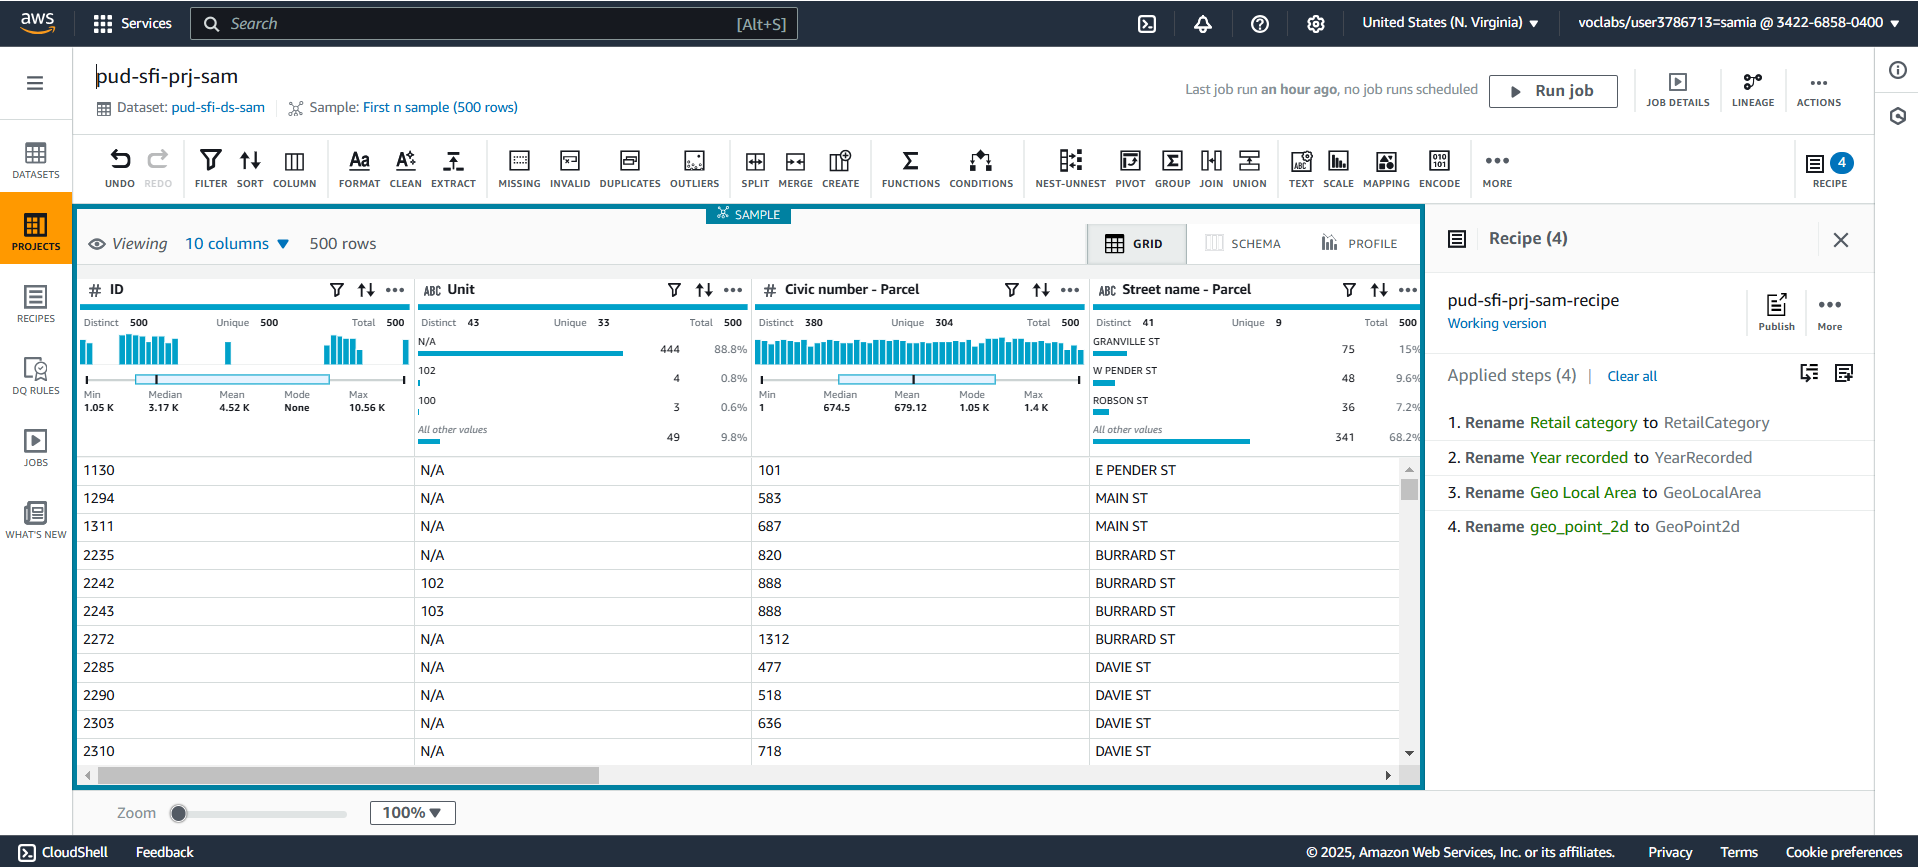 aws
Services
Search
[Alt+S]
United States (N. Virginia)
voclabs/user3786713=samia @ 3422-6858-0400
pud-sfi-prj-sam
Dataset: pud-sfi-ds-sam
Sample: First n sample (500 rows)
Last job run an hour ago, no job runs scheduled
Run job
JOB DETAILS
LINEAGE
ACTIONS
DATASETS
PROJECTS
RECIPES
DQ RULES
JOBS
WHAT'S NEW
UNDO
REDO
FILTER
SORT
COLUMN
FORMAT
CLEAN
EXTRACT
MISSING
INVALID
DUPLICATES
OUTLIERS
SPLIT
MERGE
CREATE
FUNCTIONS
CONDITIONS
NEST-UNNEST
PIVOT
GROUP
JOIN
UNION
TEXT
SCALE
MAPPING
ENCODE
MORE
4
RECIPE
SAMPLE
Viewing 10 columns 500 rows
GRID
SCHEMA
PROFILE
# ID
ABC Unit
# Civic number - Parcel
ABC Street name - Parcel
Distinct 500 Unique 500 Total 500
Distinct 43 Unique 33 Total 500
Distinct 380 Unique 304 Total 500
Distinct 41 Unique 9 Total 500
Min Median Mean Mode Max
1.05 K 3.17 K 4.52 K None 10.56 K
N/A 444 88.8%
102 4 0.8%
100 3 0.6%
All other values 49 9.8%
Min Median Mean Mode Max
1 674.5 679.12 1.05 K 1.4 K
GRANVILLE ST 75 15%
W PENDER ST 48 9.6%
ROBSON ST 36 7.2%
All other values 341 68.2%
1130 N/A 101 E PENDER ST
1294 N/A 583 MAIN ST
1311 N/A 687 MAIN ST
2235 N/A 820 BURRARD ST
2242 102 888 BURRARD ST
2243 103 888 BURRARD ST
2272 N/A 1312 BURRARD ST
2285 N/A 477 DAVIE ST
2290 N/A 518 DAVIE ST
2303 N/A 636 DAVIE ST
2310 N/A 718 DAVIE ST
Zoom
100%
Recipe (4)
pud-sfi-prj-sam-recipe
Working version
Publish
More
Applied steps (4) | Clear all
1. Rename Retail category to RetailCategory
2. Rename Year recorded to YearRecorded
3. Rename Geo Local Area to GeoLocalArea
4. Rename geo_point_2d to GeoPoint2d
CloudShell
Feedback
© 2025, Amazon Web Services, Inc. or its affiliates.
Privacy
Terms
Cookie preferences